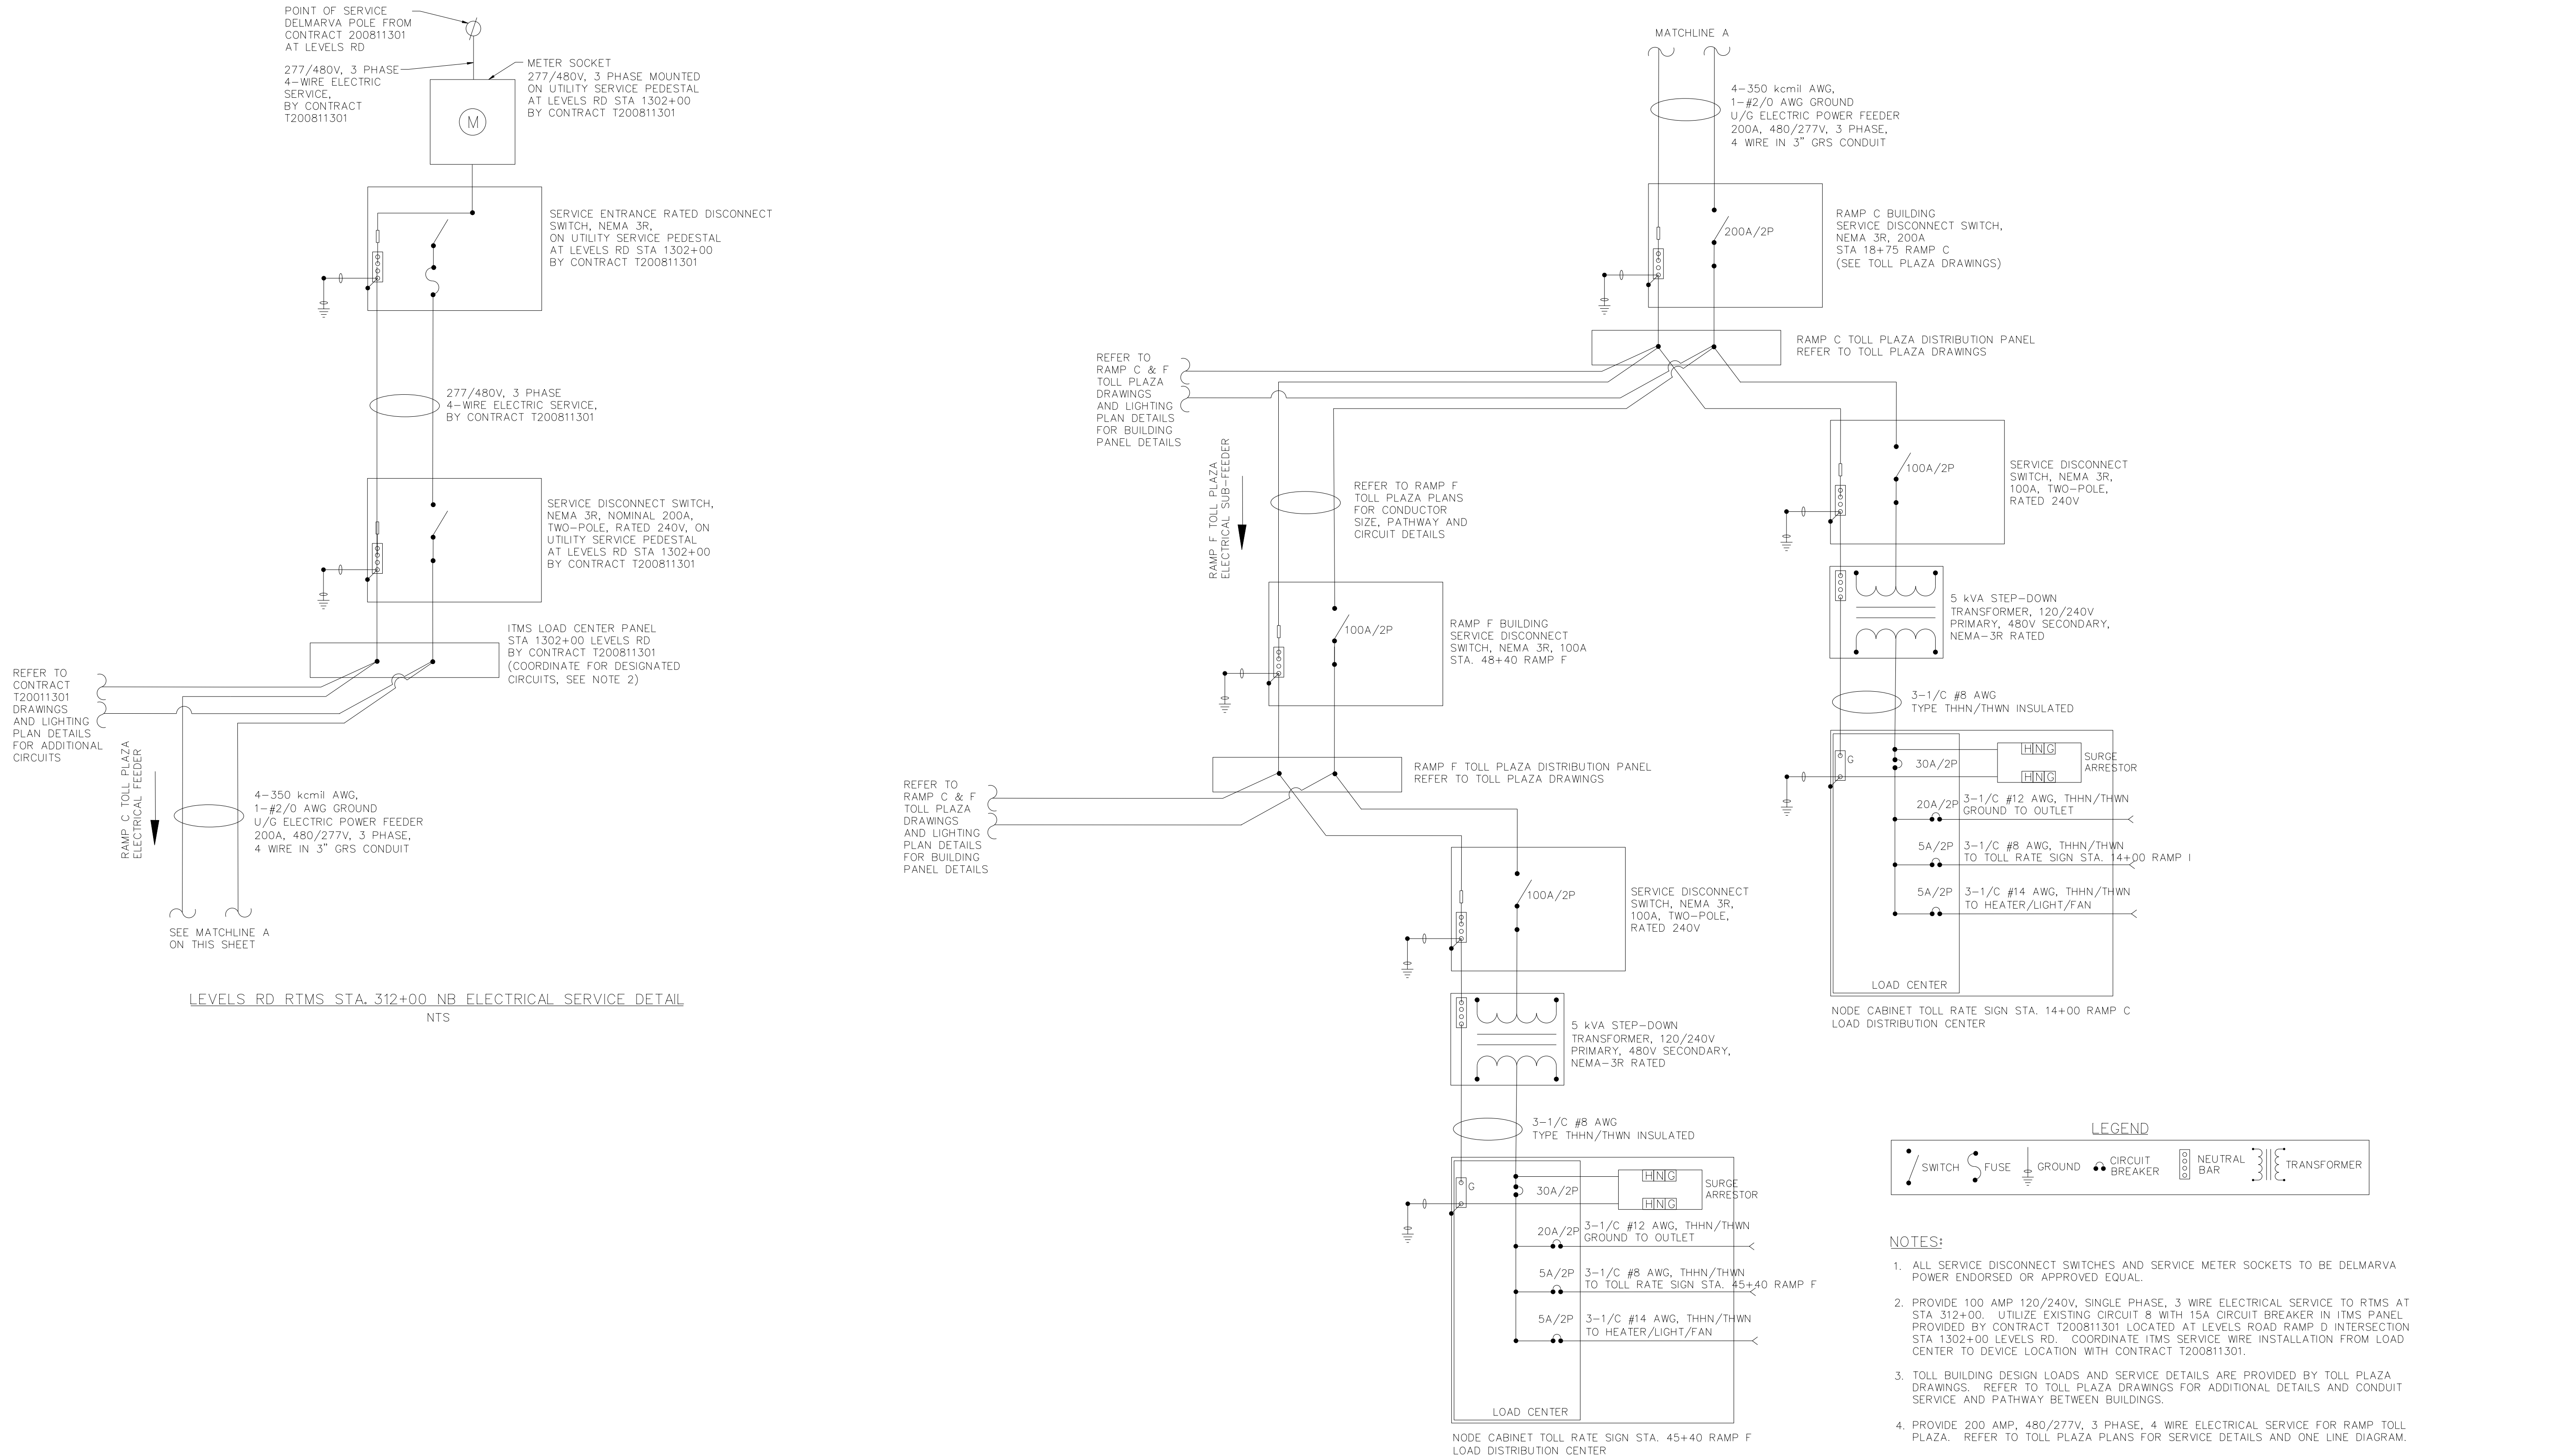 POINT OF SERVICE
DELMARVA POLE FROM
CONTRACT 200811301
AT LEVELS RD
277/480V, 3 PHASE
4-WIRE ELECTRIC
SERVICE,
BY CONTRACT
T200811301
METER SOCKET
277/480V, 3 PHASE MOUNTED
ON UTILITY SERVICE PEDESTAL
AT LEVELS RD STA 1302+00
BY CONTRACT T200811301
M
SERVICE ENTRANCE RATED DISCONNECT
SWITCH, NEMA 3R,
ON UTILITY SERVICE PEDESTAL
AT LEVELS RD STA 1302+00
BY CONTRACT T200811301
277/480V, 3 PHASE
4-WIRE ELECTRIC SERVICE,
BY CONTRACT T200811301
SERVICE DISCONNECT SWITCH,
NEMA 3R, NOMINAL 200A,
TWO-POLE, RATED 240V, ON
UTILITY SERVICE PEDESTAL
AT LEVELS RD STA 1302+00
BY CONTRACT T200811301
ITMS LOAD CENTER PANEL
STA 1302+00 LEVELS RD
BY CONTRACT T200811301
(COORDINATE FOR DESIGNATED
CIRCUITS, SEE NOTE 2)
REFER TO
CONTRACT
T20011301
DRAWINGS
AND LIGHTING
PLAN DETAILS
FOR ADDITIONAL
CIRCUITS
RAMP C TOLL PLAZA
ELECTRICAL FEEDER
4-350 kcmil AWG,
1-#2/0 AWG GROUND
U/G ELECTRIC POWER FEEDER
200A, 480/277V, 3 PHASE,
4 WIRE IN 3" GRS CONDUIT
SEE MATCHLINE A
ON THIS SHEET
LEVELS RD RTMS STA. 312+00 NB ELECTRICAL SERVICE DETAIL
NTS
MATCHLINE A
4-350 kcmil AWG,
1-#2/0 AWG GROUND
U/G ELECTRIC POWER FEEDER
200A, 480/277V, 3 PHASE,
4 WIRE IN 3" GRS CONDUIT
200A/2P
RAMP C BUILDING
SERVICE DISCONNECT SWITCH,
NEMA 3R, 200A
STA 18+75 RAMP C
(SEE TOLL PLAZA DRAWINGS)
RAMP C TOLL PLAZA DISTRIBUTION PANEL
REFER TO TOLL PLAZA DRAWINGS
REFER TO
RAMP C & F
TOLL PLAZA
DRAWINGS
AND LIGHTING
PLAN DETAILS
FOR BUILDING
PANEL DETAILS
RAMP F TOLL PLAZA
ELECTRICAL SUB-FEEDER
REFER TO RAMP F
TOLL PLAZA PLANS
FOR CONDUCTOR
SIZE, PATHWAY AND
CIRCUIT DETAILS
100A/2P
RAMP F BUILDING
SERVICE DISCONNECT
SWITCH, NEMA 3R, 100A
STA. 48+40 RAMP F
RAMP F TOLL PLAZA DISTRIBUTION PANEL
REFER TO TOLL PLAZA DRAWINGS
REFER TO
RAMP C & F
TOLL PLAZA
DRAWINGS
AND LIGHTING
PLAN DETAILS
FOR BUILDING
PANEL DETAILS
100A/2P
SERVICE DISCONNECT
SWITCH, NEMA 3R,
100A, TWO-POLE,
RATED 240V
5 kVA STEP-DOWN
TRANSFORMER, 120/240V
PRIMARY, 480V SECONDARY,
NEMA-3R RATED
3-1/C #8 AWG
TYPE THHN/THWN INSULATED
G
30A/2P
H N G
H N G
SURGE
ARRESTOR
20A/2P
3-1/C #12 AWG, THHN/THWN
GROUND TO OUTLET
5A/2P
3-1/C #8 AWG, THHN/THWN
TO TOLL RATE SIGN STA. 45+40 RAMP F
5A/2P
3-1/C #14 AWG, THHN/THWN
TO HEATER/LIGHT/FAN
LOAD CENTER
NODE CABINET TOLL RATE SIGN STA. 45+40 RAMP F
LOAD DISTRIBUTION CENTER
100A/2P
SERVICE DISCONNECT
SWITCH, NEMA 3R,
100A, TWO-POLE,
RATED 240V
5 kVA STEP-DOWN
TRANSFORMER, 120/240V
PRIMARY, 480V SECONDARY,
NEMA-3R RATED
3-1/C #8 AWG
TYPE THHN/THWN INSULATED
G
30A/2P
H N G
H N G
SURGE
ARRESTOR
20A/2P
3-1/C #12 AWG, THHN/THWN
GROUND TO OUTLET
5A/2P
3-1/C #8 AWG, THHN/THWN
TO TOLL RATE SIGN STA. 14+00 RAMP I
5A/2P
3-1/C #14 AWG, THHN/THWN
TO HEATER/LIGHT/FAN
LOAD CENTER
NODE CABINET TOLL RATE SIGN STA. 14+00 RAMP C
LOAD DISTRIBUTION CENTER
LEGEND
SWITCH
FUSE
GROUND
CIRCUIT
BREAKER
NEUTRAL
BAR
TRANSFORMER
NOTES:
1. ALL SERVICE DISCONNECT SWITCHES AND SERVICE METER SOCKETS TO BE DELMARVA
POWER ENDORSED OR APPROVED EQUAL.
2. PROVIDE 100 AMP 120/240V, SINGLE PHASE, 3 WIRE ELECTRICAL SERVICE TO RTMS AT
STA 312+00. UTILIZE EXISTING CIRCUIT 8 WITH 15A CIRCUIT BREAKER IN ITMS PANEL
PROVIDED BY CONTRACT T200811301 LOCATED AT LEVELS ROAD RAMP D INTERSECTION
STA 1302+00 LEVELS RD. COORDINATE ITMS SERVICE WIRE INSTALLATION FROM LOAD
CENTER TO DEVICE LOCATION WITH CONTRACT T200811301.
3. TOLL BUILDING DESIGN LOADS AND SERVICE DETAILS ARE PROVIDED BY TOLL PLAZA
DRAWINGS. REFER TO TOLL PLAZA DRAWINGS FOR ADDITIONAL DETAILS AND CONDUIT
SERVICE AND PATHWAY BETWEEN BUILDINGS.
4. PROVIDE 200 AMP, 480/277V, 3 PHASE, 4 WIRE ELECTRICAL SERVICE FOR RAMP TOLL
PLAZA. REFER TO TOLL PLAZA PLANS FOR SERVICE DETAILS AND ONE LINE DIAGRAM.